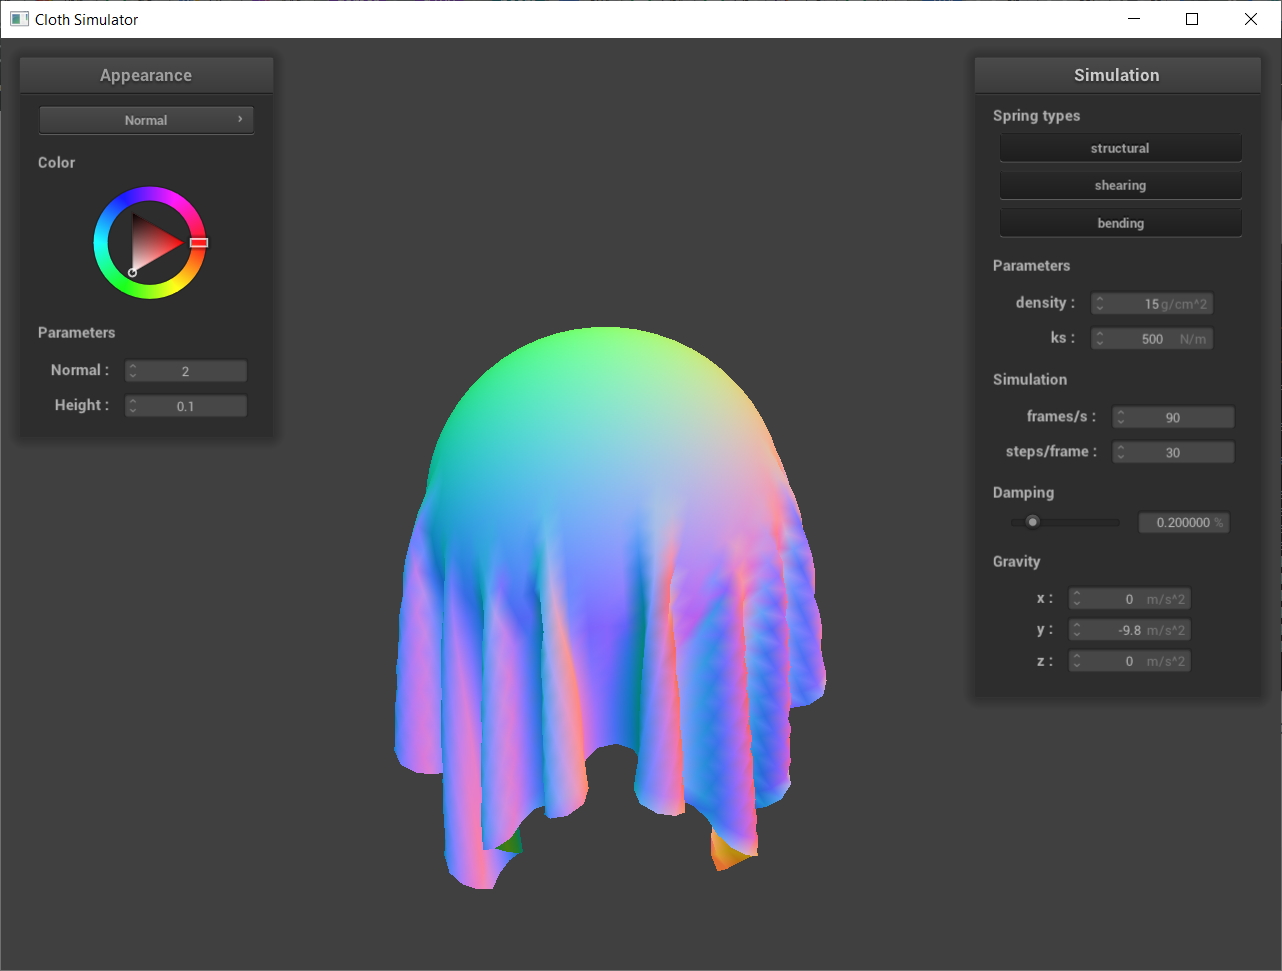 Cloth Simulator
Appearance
Normal
Color
Parameters
Normal : 2
Height : 0.1
Simulation
Spring types
structural
shearing
bending
Parameters
density : 15 g/cm^2
ks : 500 N/m
Simulation
frames/s : 90
steps/frame : 30
Damping
0.200000 %
Gravity
x : 0 m/s^2
y : -9.8 m/s^2
z : 0 m/s^2